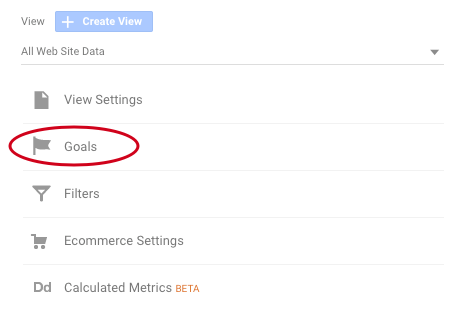 View + Create View
All Web Site Data
View Settings
Goals
Filters
Ecommerce Settings
Dd Calculated Metrics BETA